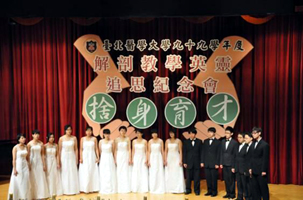 臺北醫學大學九十九學年度
解剖教學英靈
追思紀念會
捨身育才